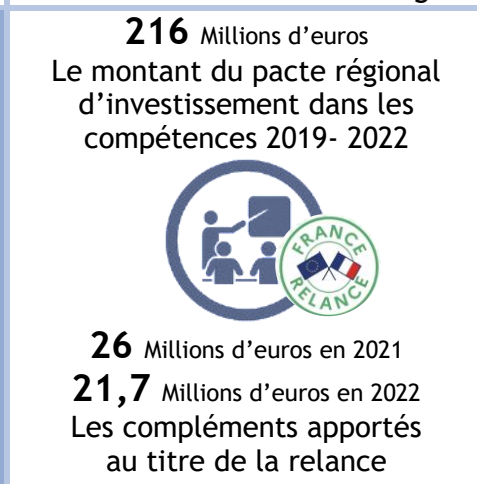 216 Millions d’euros
Le montant du pacte régional
d’investissement dans les
compétences 2019- 2022
FRANCE
RELANCE
26 Millions d’euros en 2021
21,7 Millions d’euros en 2022
Les compléments apportés
au titre de la relance